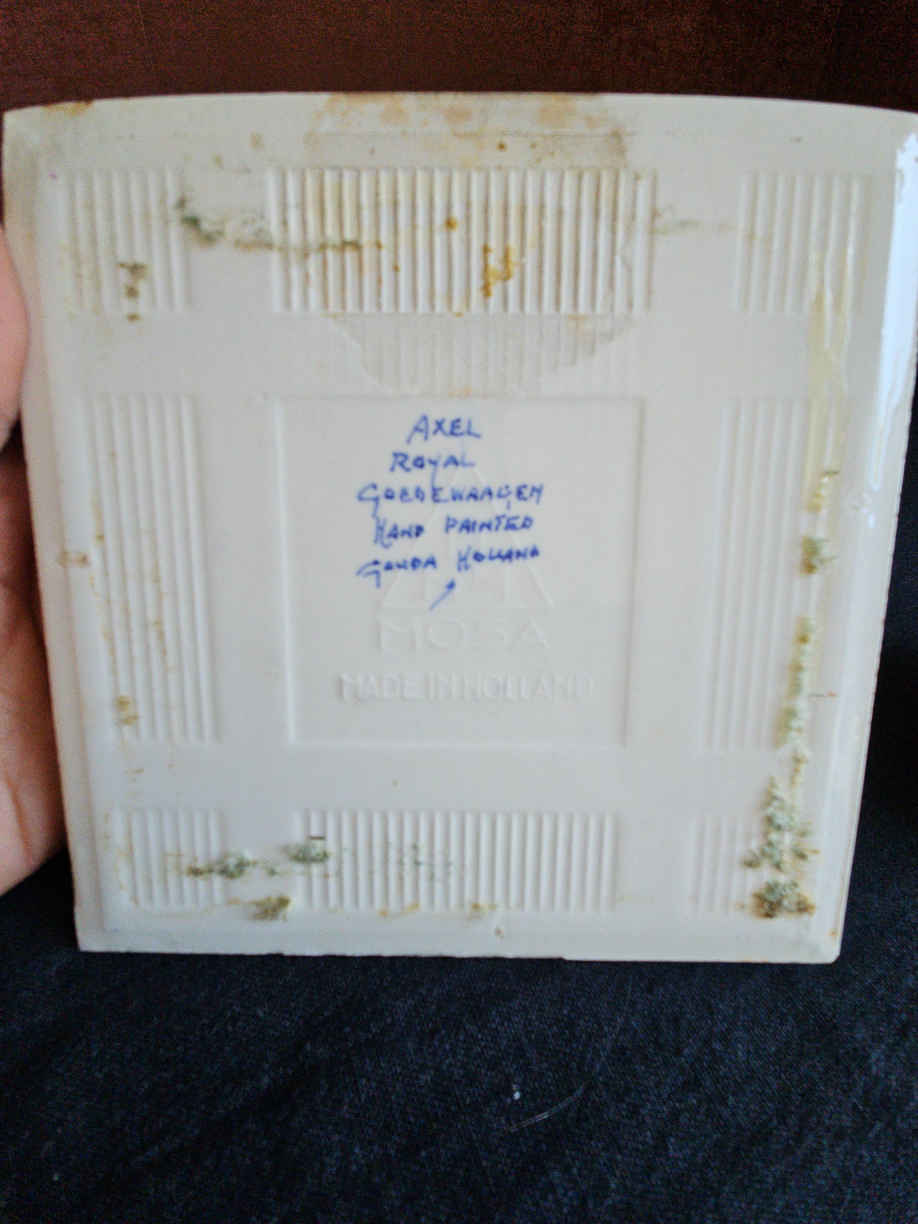 AXEL
ROYAL
GOEDEWAAGEN
HAND PAINTED
GOUDA HOLLAND
MOSA
MADE IN HOLLAND